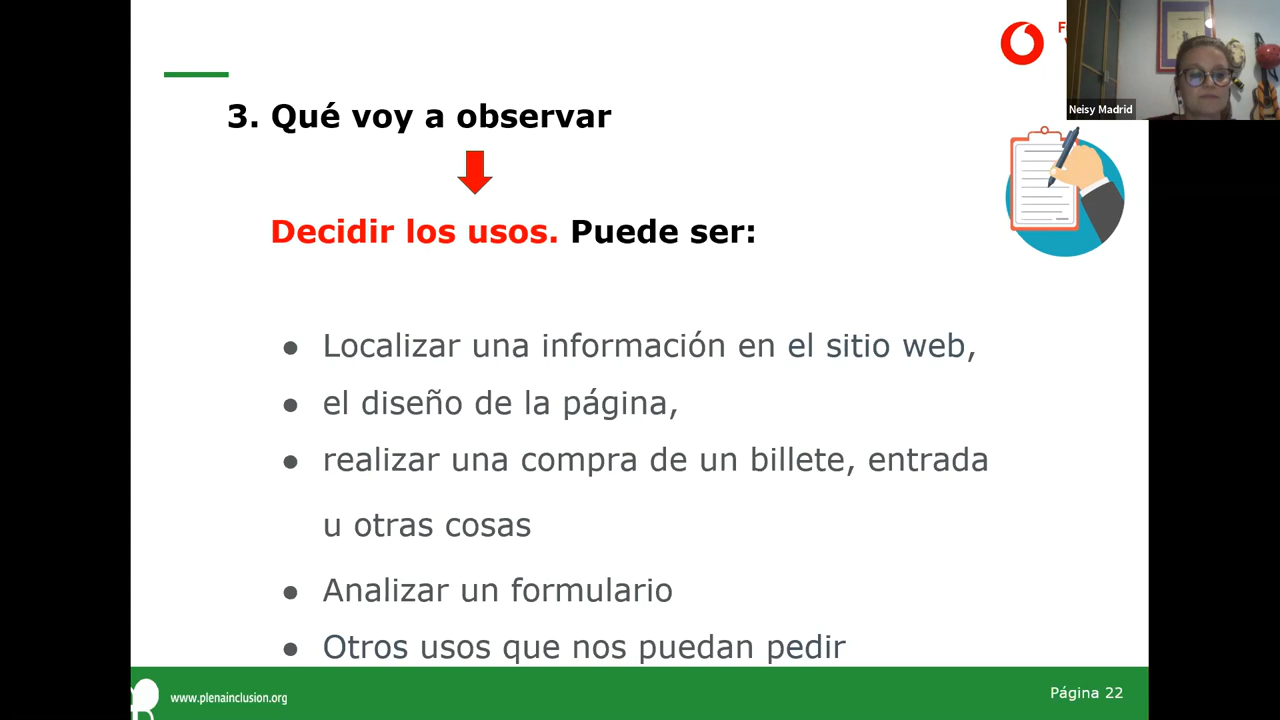 3. Qué voy a observar
Neisy Madrid
Decidir los usos. Puede ser:
● Localizar una información en el sitio web,
● el diseño de la página,
● realizar una compra de un billete, entrada
u otras cosas
● Analizar un formulario
● Otros usos que nos puedan pedir
www.plenainclusion.org
Página 22